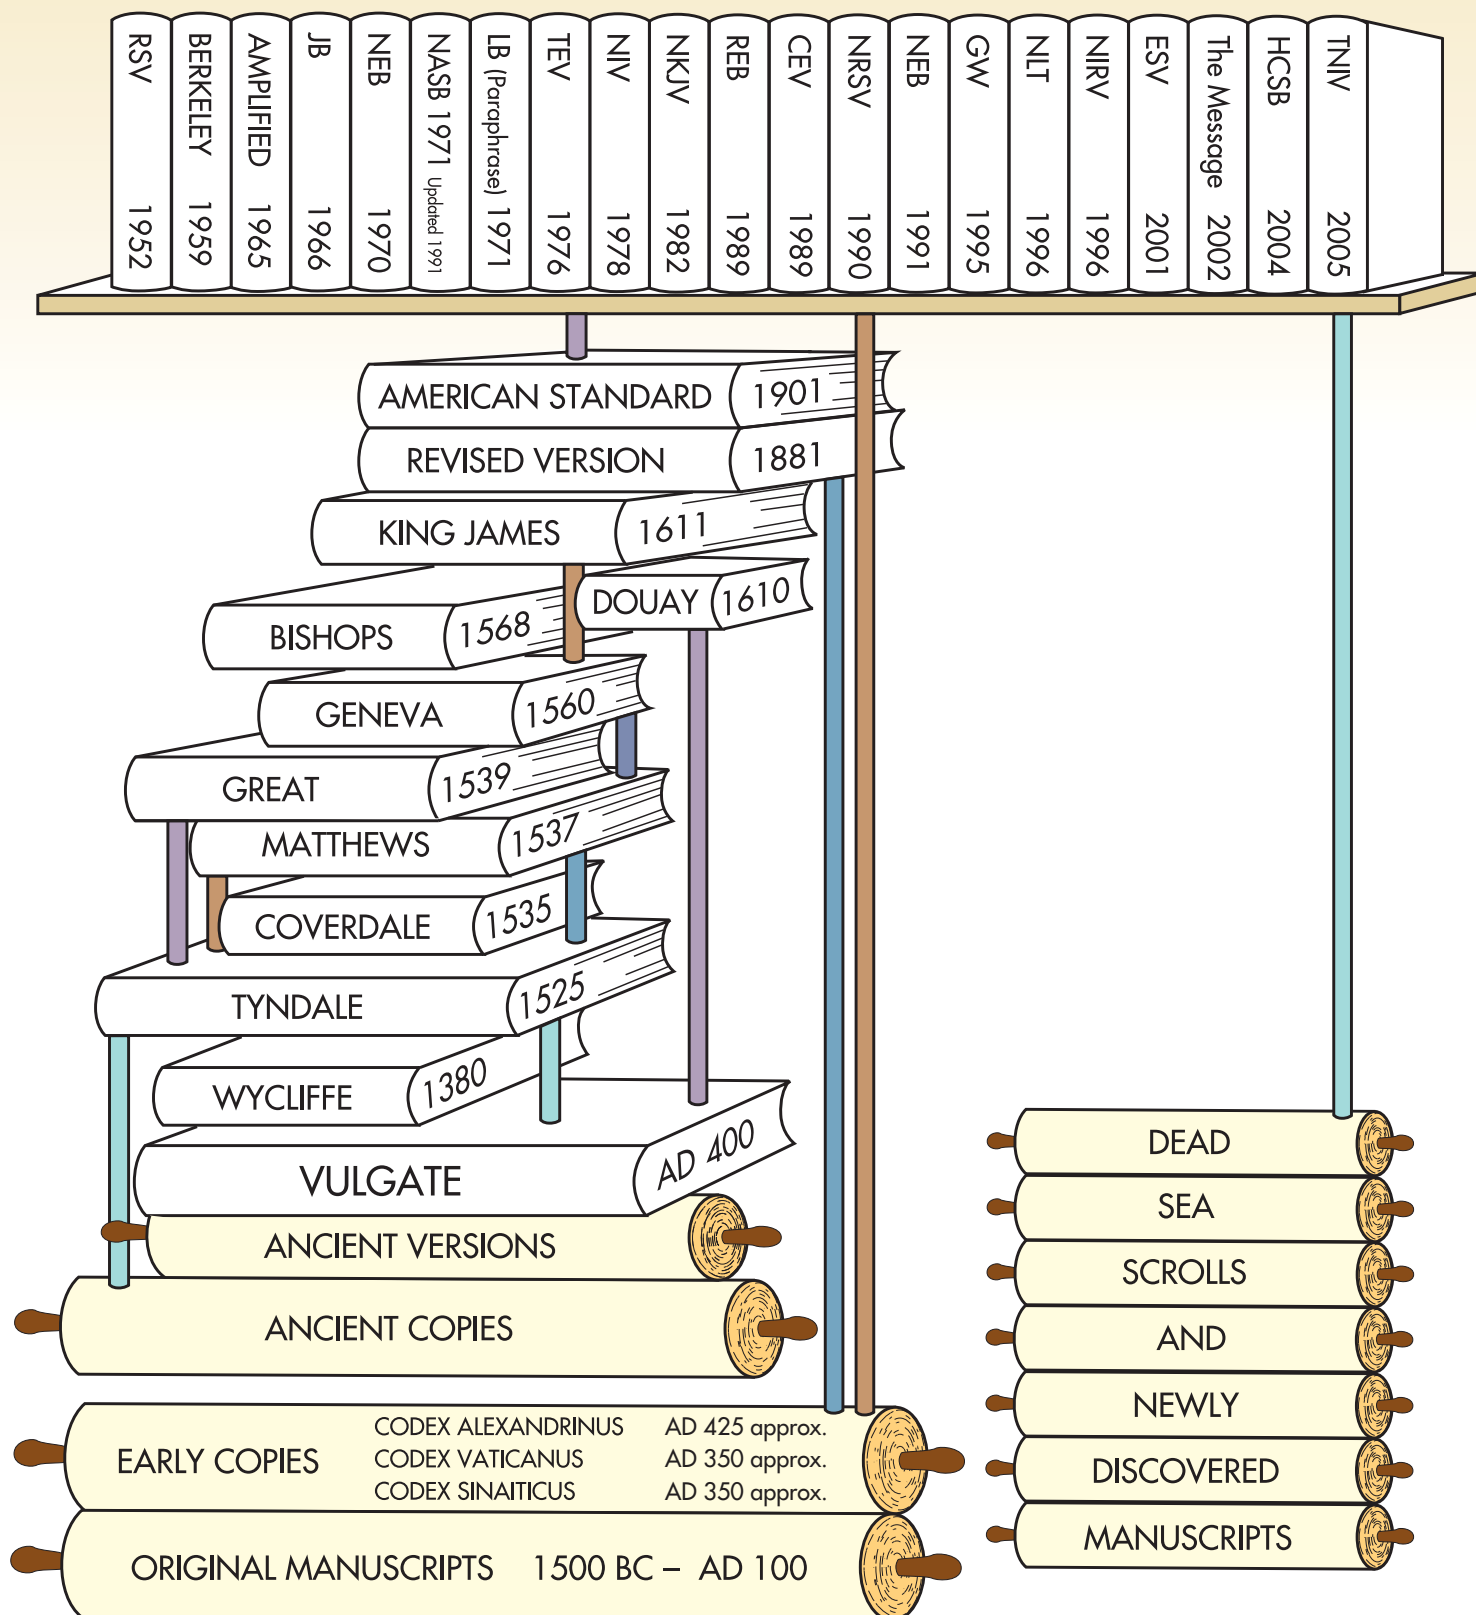 RSV 1952
BERKELEY 1959
AMPLIFIED 1965
JB 1966
NEB 1970
NASB 1971 Updated 1991
LB (Paraphrase) 1971
TEV 1976
NIV 1978
NKJV 1982
REB 1989
CEV 1989
NRSV 1990
NEB 1991
GW 1995
NLT 1996
NIRV 1996
ESV 2001
The Message 2002
HCSB 2004
TNIV 2005
AMERICAN STANDARD 1901
REVISED VERSION 1881
KING JAMES 1611
DOUAY 1610
BISHOPS 1568
GENEVA 1560
GREAT 1539
MATTHEWS 1537
COVERDALE 1535
TYNDALE 1525
WYCLIFFE 1380
VULGATE AD 400
ANCIENT VERSIONS
ANCIENT COPIES
EARLY COPIES
CODEX ALEXANDRINUS AD 425 approx.
CODEX VATICANUS AD 350 approx.
CODEX SINAITICUS AD 350 approx.
ORIGINAL MANUSCRIPTS 1500 BC – AD 100
DEAD
SEA
SCROLLS
AND
NEWLY
DISCOVERED
MANUSCRIPTS